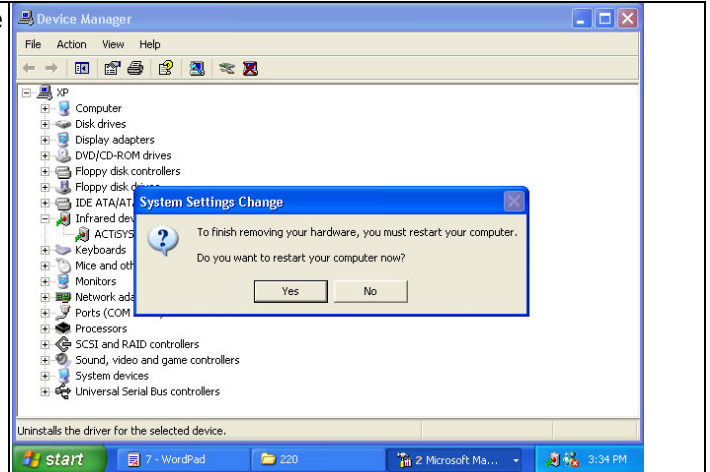 e
Device Manager
File Action View Help
XP
Computer
Disk drives
Display adapters
DVD/CD-ROM drives
Floppy disk controllers
Floppy disk
IDE ATA/AT
System Settings Change
Infrared dev
To finish removing your hardware, you must restart your computer.
ACTiSYS
Keyboards
Do you want to restart your computer now?
Mice and oth
Monitors
Yes No
Network ada
Ports (COM
Processors
SCSI and RAID controllers
Sound, video and game controllers
System devices
Universal Serial Bus controllers
Uninstalls the driver for the selected device.
start 7 - WordPad 220 2 Microsoft Ma... 3:34 PM